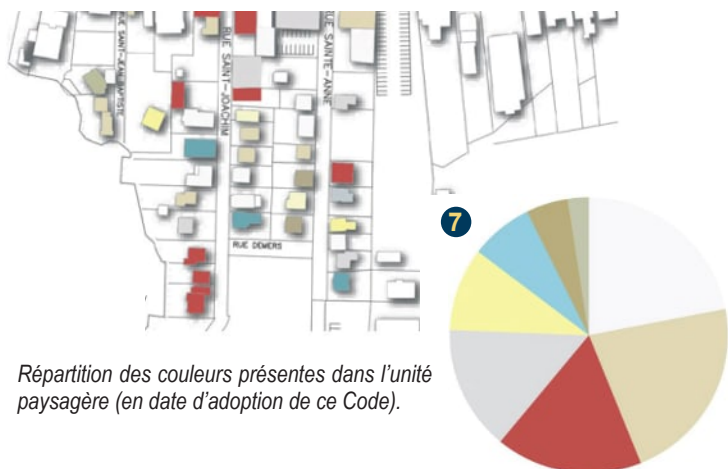 RUE SAINT-JEAN-BAPTISTE
RUE SAINT-JOACHIM
RUE SAINTE-ANNE
RUE DEMERS
7
Répartition des couleurs présentes dans l’unité
paysagère (en date d’adoption de ce Code).